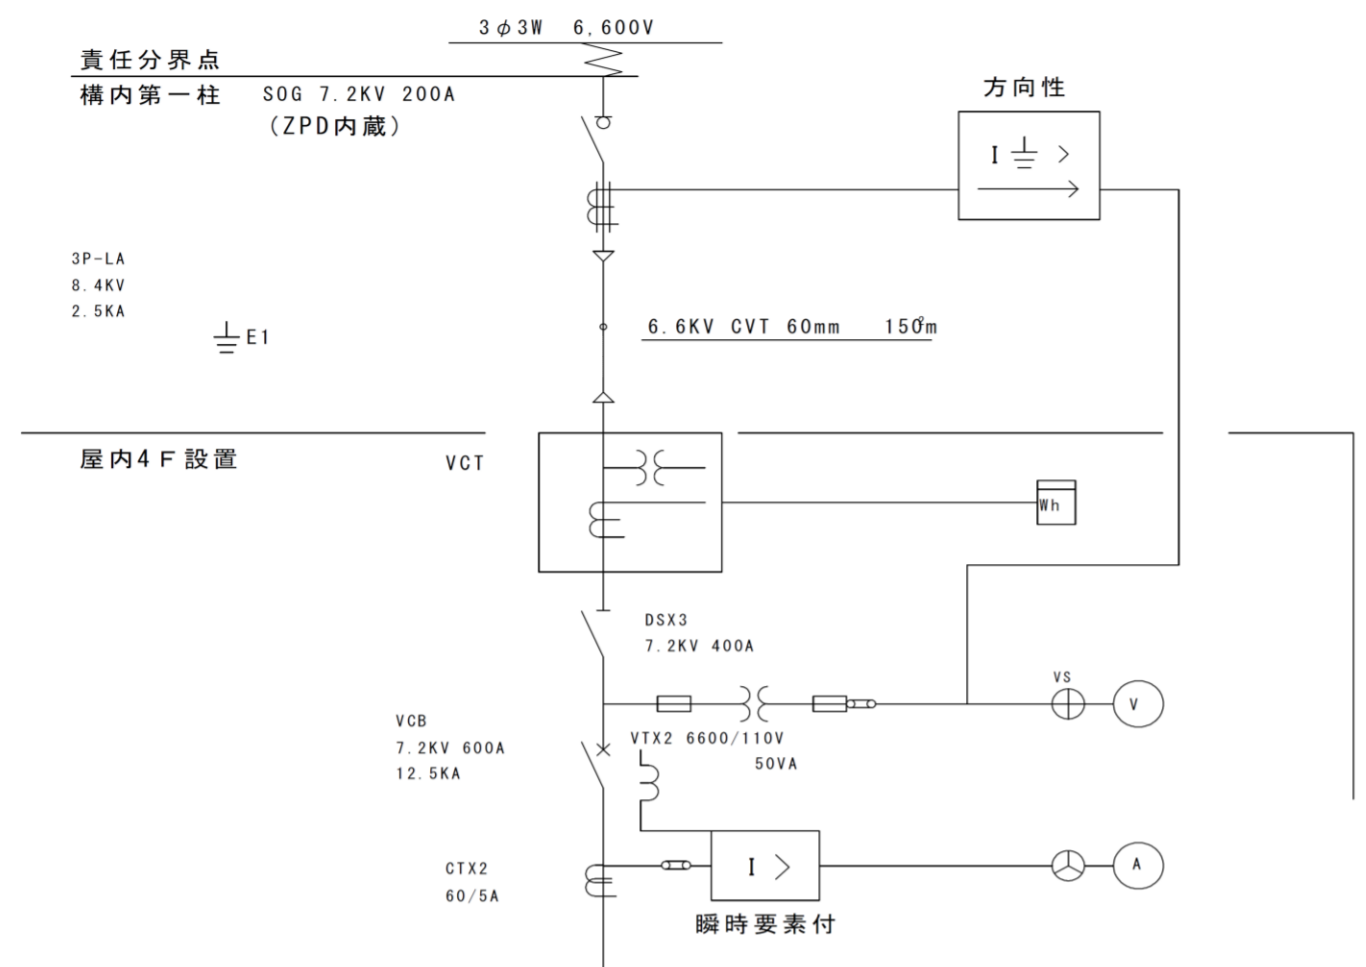 3φ3W 6,600V
責任分界点
構内第一柱 SOG 7.2KV 200A
(ZPD内蔵)
方向性
I >
3P-LA
8.4KV
2.5KA
E1
6.6KV CVT 60mm 150m
2
屋内4F設置
VCT
Wh
DSX3
7.2KV 400A
VS
V
VCB
7.2KV 600A
12.5KA
VTX2 6600/110V
50VA
CTX2
60/5A
I >
A
瞬時要素付